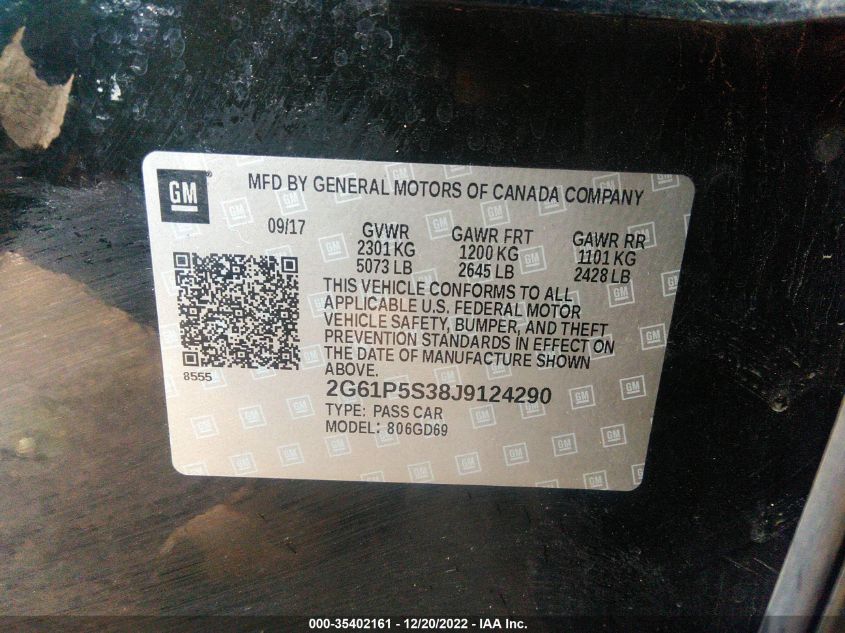 GM MFD BY GENERAL MOTORS OF CANADA COMPANY
09/17 GVWR GAWR FRT GAWR RR
2301 KG 1200 KG 1101 KG
5073 LB 2645 LB 2428 LB
THIS VEHICLE CONFORMS TO ALL
APPLICABLE U.S. FEDERAL MOTOR
VEHICLE SAFETY, BUMPER, AND THEFT
PREVENTION STANDARDS IN EFFECT ON
THE DATE OF MANUFACTURE SHOWN
ABOVE.
8555
2G61P5S38J9124290
TYPE: PASS CAR
MODEL: 806GD69
000-35402161 - 12/20/2022 - IAA Inc.